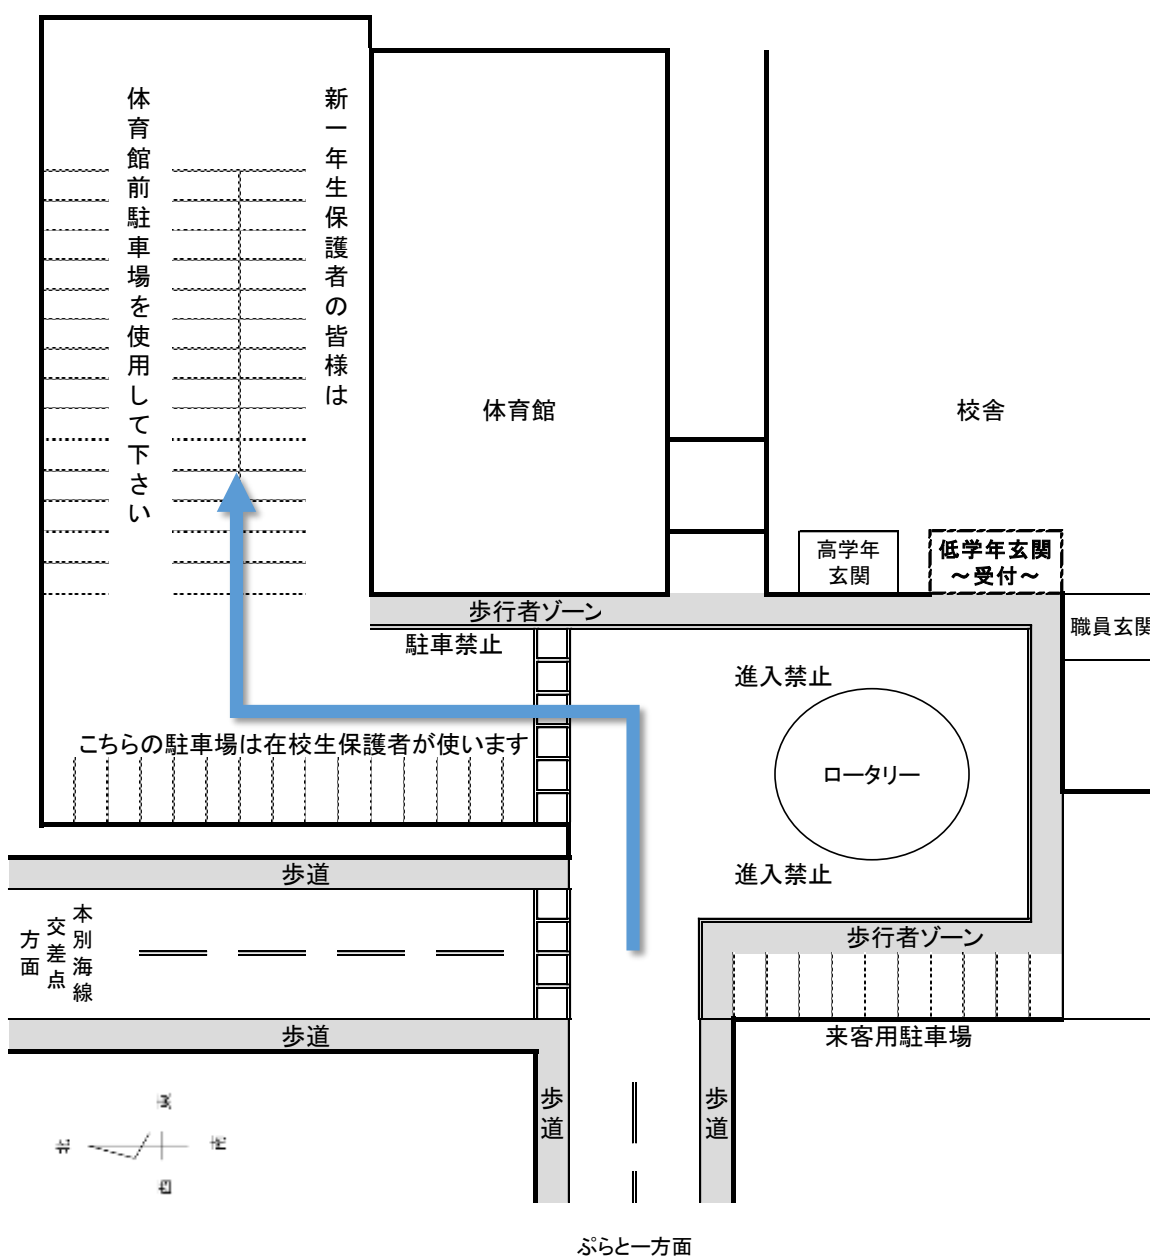 新一年生保護者の皆様は
体育館前駐車場を使用して下さい
体育館
校舎
高学年
玄関
低学年玄関
～受付～
職員玄関
歩行者ゾーン
駐車禁止
進入禁止
ロータリー
進入禁止
こちらの駐車場は在校生保護者が使います
歩道
本別海線
交差点
方面
歩行者ゾーン
来客用駐車場
歩道
歩道
歩道
東
北
南
西
ぷらとー方面